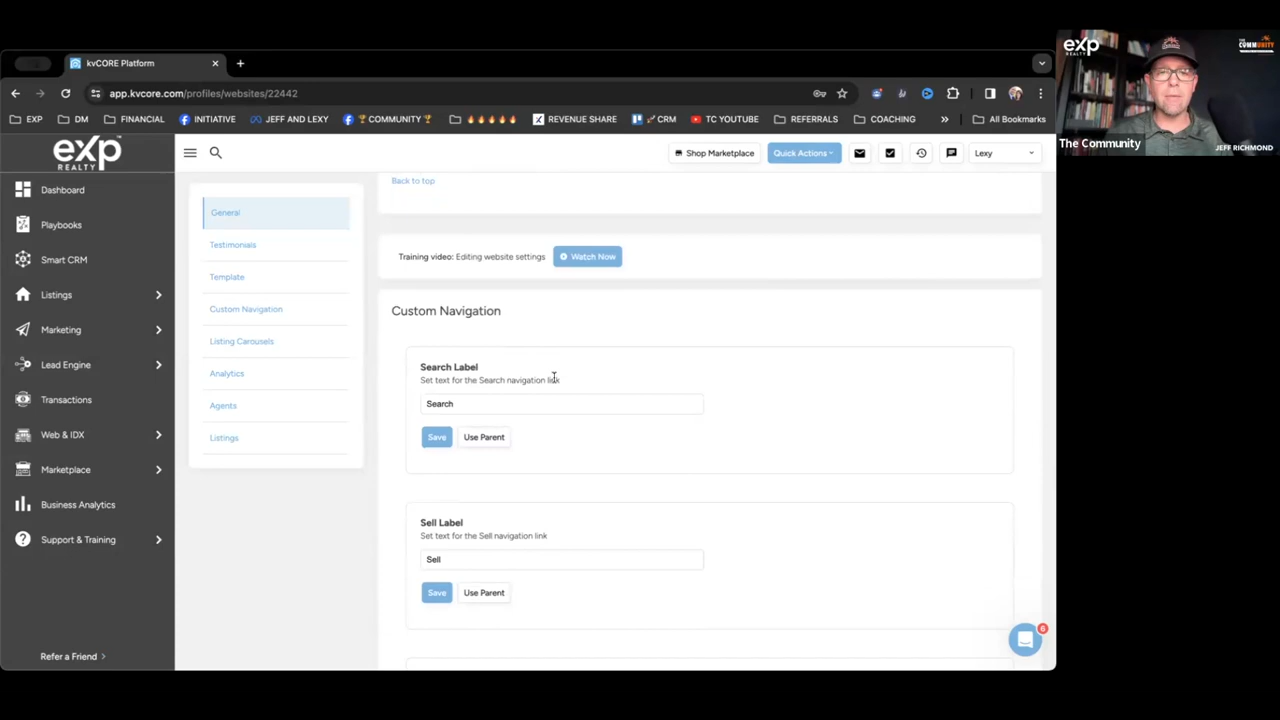 kvCORE Platform
app.kvcore.com/profiles/websites/22442
EXP
DM
FINANCIAL
INITIATIVE
JEFF AND LEXY
COMMUNITY
REVENUE SHARE
CRM
TC YOUTUBE
REFERRALS
COACHING
All Bookmarks
exp
REALTY
Shop Marketplace
Quick Actions
Lexy
Dashboard
Playbooks
Smart CRM
Listings
Marketing
Lead Engine
Transactions
Web & IDX
Marketplace
Business Analytics
Support & Training
Refer a Friend
General
Testimonials
Template
Custom Navigation
Listing Carousels
Analytics
Agents
Listings
Back to top
Training video: Editing website settings
Watch Now
Custom Navigation
Search Label
Set text for the Search navigation link
Search
Save
Use Parent
Sell Label
Set text for the Sell navigation link
Sell
Save
Use Parent
6
exp
REALTY
THE
COMMUNITY
The Community
JEFF RICHMOND